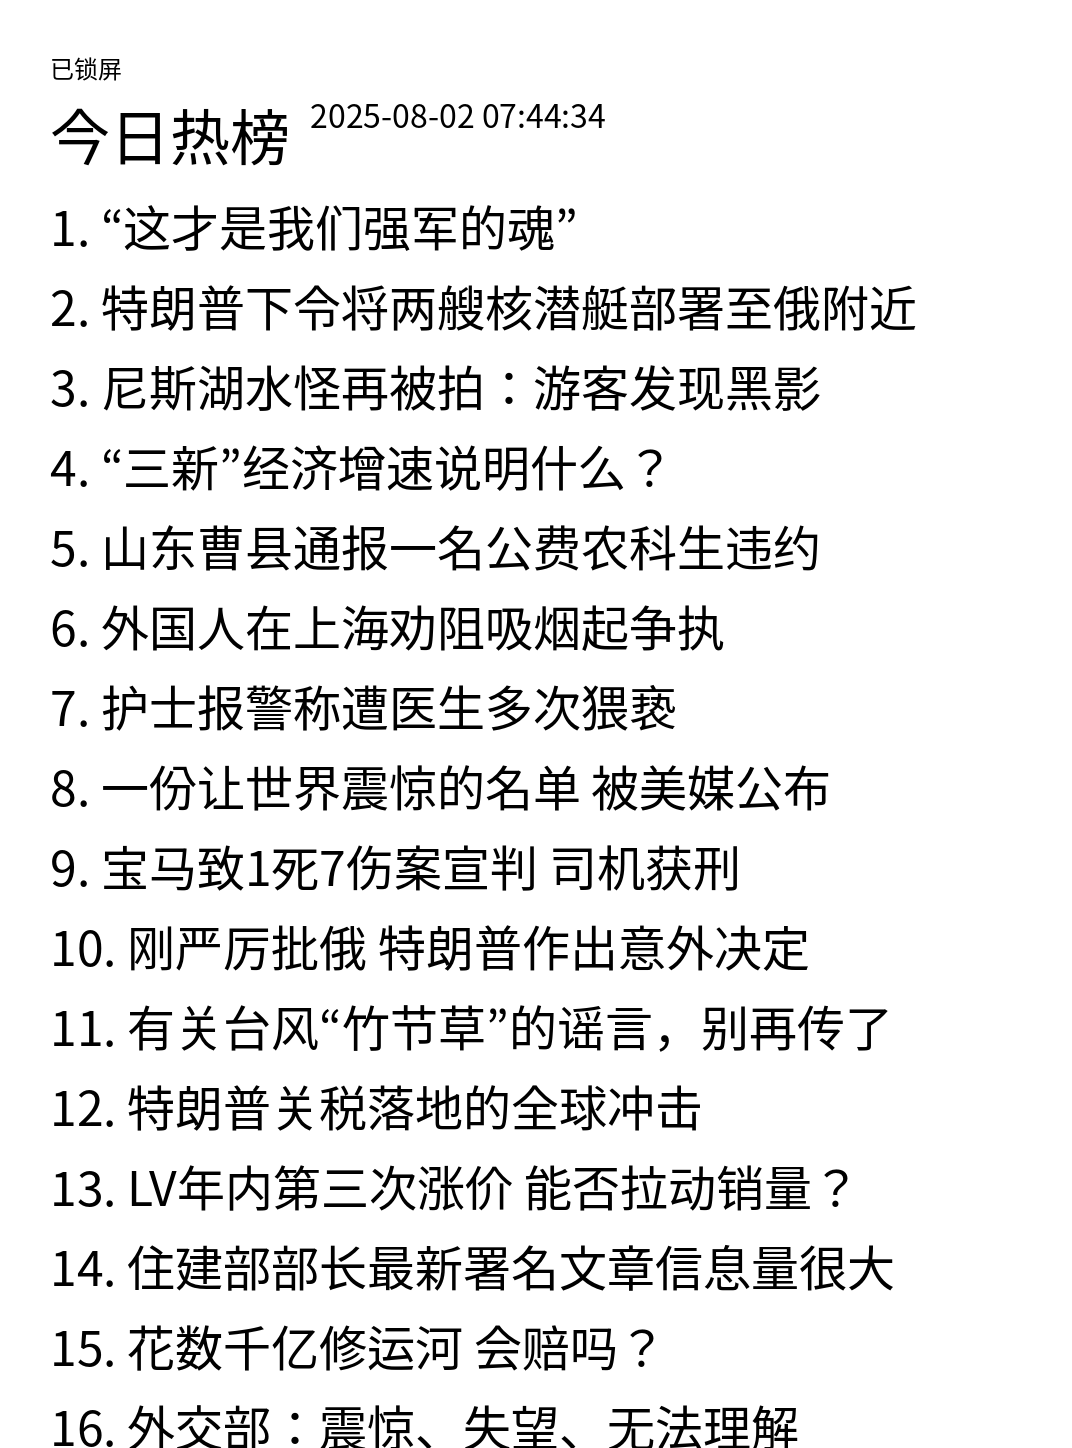 已锁屏
今日热榜 2025-08-02 07:44:34
1. “这才是我们强军的魂”
2. 特朗普下令将两艘核潜艇部署至俄附近
3. 尼斯湖水怪再被拍：游客发现黑影
4. “三新”经济增速说明什么？
5. 山东曹县通报一名公费农科生违约
6. 外国人在上海劝阻吸烟起争执
7. 护士报警称遭医生多次猥亵
8. 一份让世界震惊的名单 被美媒公布
9. 宝马致1死7伤案宣判 司机获刑
10. 刚严厉批俄 特朗普作出意外决定
11. 有关台风“竹节草”的谣言，别再传了
12. 特朗普关税落地的全球冲击
13. LV年内第三次涨价 能否拉动销量？
14. 住建部部长最新署名文章信息量很大
15. 花数千亿修运河 会赔吗？
16. 外交部：震惊、失望、无法理解